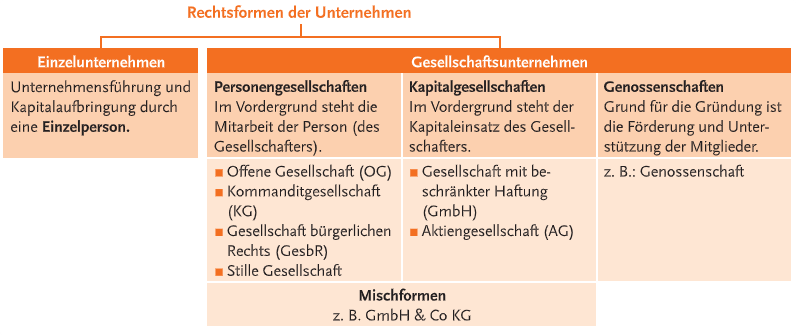 Rechtsformen der Unternehmen
Einzelunternehmen
Unternehmensführung und
Kapitalaufbringung durch
eine Einzelperson.
Gesellschaftsunternehmen
Personengesellschaften
Im Vordergrund steht die
Mitarbeit der Person (des
Gesellschafters).
■ Offene Gesellschaft (OG)
■ Kommanditgesellschaft
(KG)
■ Gesellschaft bürgerlichen
Rechts (GesbR)
■ Stille Gesellschaft
Kapitalgesellschaften
Im Vordergrund steht der
Kapitaleinsatz des Gesell-
schafters.
■ Gesellschaft mit be-
schränkter Haftung
(GmbH)
■ Aktiengesellschaft (AG)
Genossenschaften
Grund für die Gründung ist
die Förderung und Unter-
stützung der Mitglieder.
z. B.: Genossenschaft
Mischformen
z. B. GmbH & Co KG